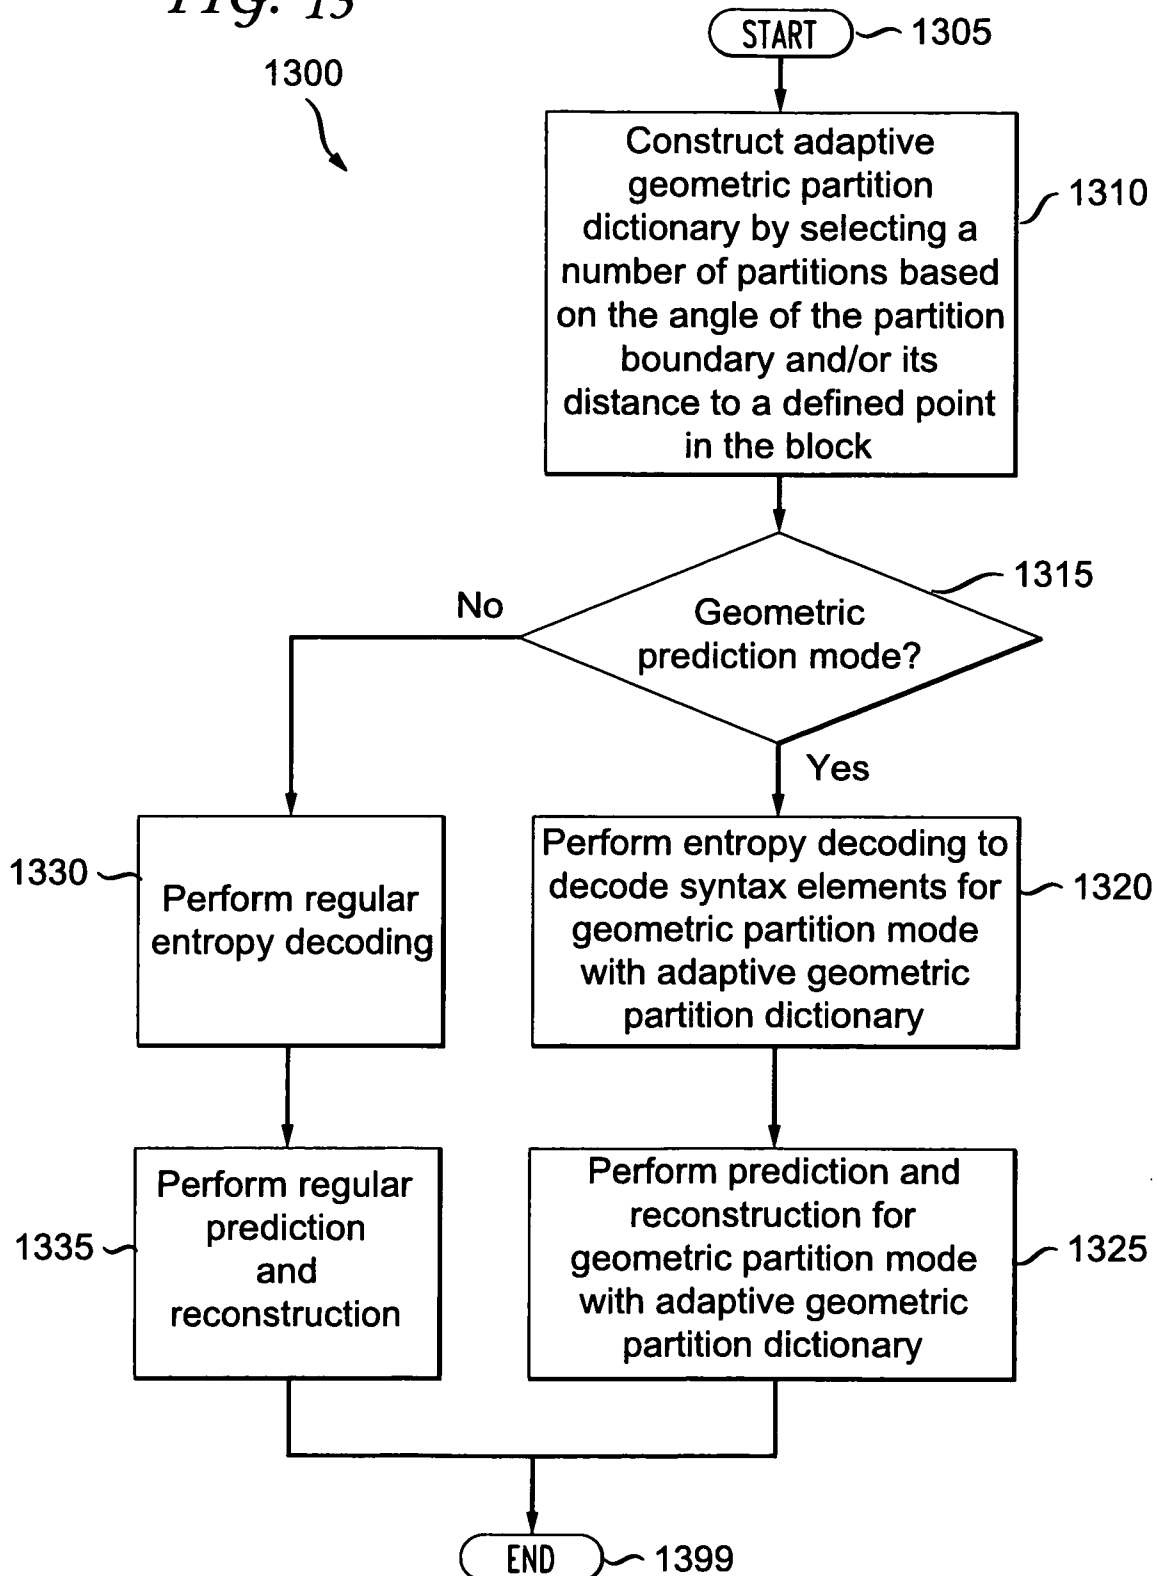 FIG. 13
1300
START
1305
Construct adaptive
geometric partition
dictionary by selecting a
number of partitions based
on the angle of the partition
boundary and/or its
distance to a defined point
in the block
1310
Geometric
prediction mode?
1315
No
Yes
1330
Perform regular
entropy decoding
Perform entropy decoding to
decode syntax elements for
geometric partition mode
with adaptive geometric
partition dictionary
1320
1335
Perform regular
prediction
and
reconstruction
Perform prediction and
reconstruction for
geometric partition mode
with adaptive geometric
partition dictionary
1325
END
1399